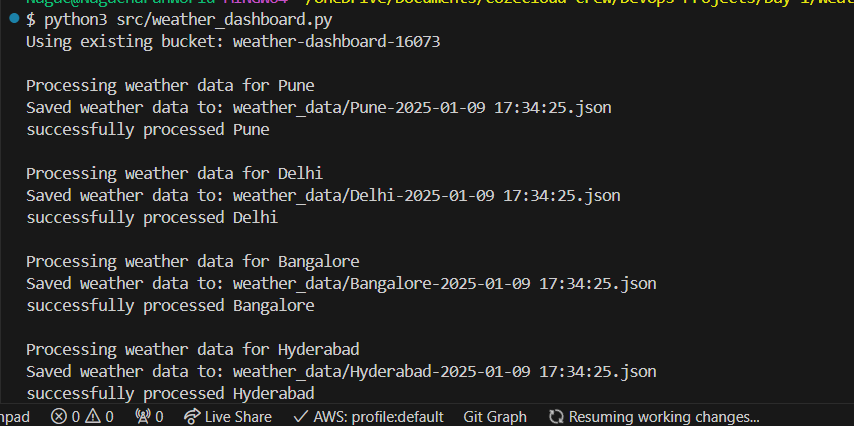 $ python3 src/weather_dashboard.py
Using existing bucket: weather-dashboard-16073
Processing weather data for Pune
Saved weather data to: weather_data/Pune-2025-01-09 17:34:25.json
successfully processed Pune
Processing weather data for Delhi
Saved weather data to: weather_data/Delhi-2025-01-09 17:34:25.json
successfully processed Delhi
Processing weather data for Bangalore
Saved weather data to: weather_data/Bangalore-2025-01-09 17:34:25.json
successfully processed Bangalore
Processing weather data for Hyderabad
Saved weather data to: weather_data/Hyderabad-2025-01-09 17:34:25.json
successfully processed Hyderabad
npad 0 0 0 Live Share AWS: profile:default Git Graph Resuming working changes...